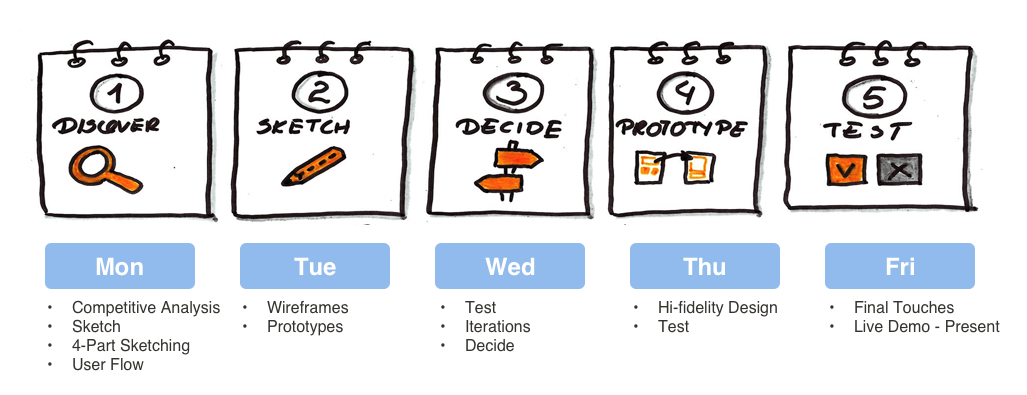 1
DISCOVER
2
SKETCH
3
DECIDE
4
PROTOTYPE
5
TEST
Mon
• Competitive Analysis
• Sketch
• 4-Part Sketching
• User Flow
Tue
• Wireframes
• Prototypes
Wed
• Test
• Iterations
• Decide
Thu
• Hi-fidelity Design
• Test
Fri
• Final Touches
• Live Demo - Present